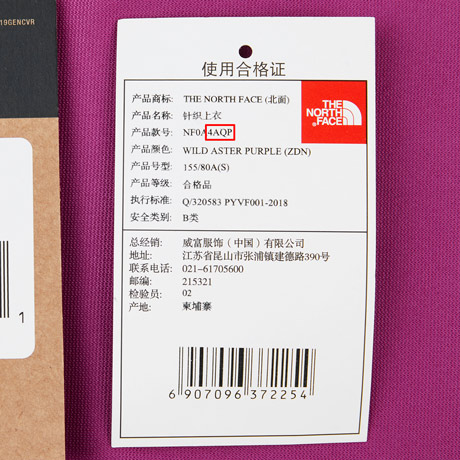 19GENCVR
使用合格证
THE
NORTH
FACE
产品商标: THE NORTH FACE (北面)
产品名称: 针织上衣
产品款号: NF0A4AQP
产品颜色: WILD ASTER PURPLE (ZDN)
产品号型: 155/80A(S)
产品等级: 合格品
执行标准: Q/320583 PYVF001-2018
安全类别: B类
总经销: 威富服饰（中国）有限公司
地址: 江苏省昆山市张浦镇建德路390号
联系电话: 021-61705600
邮编: 215321
检验员: 02
产地: 柬埔寨
6 907096 372254
1